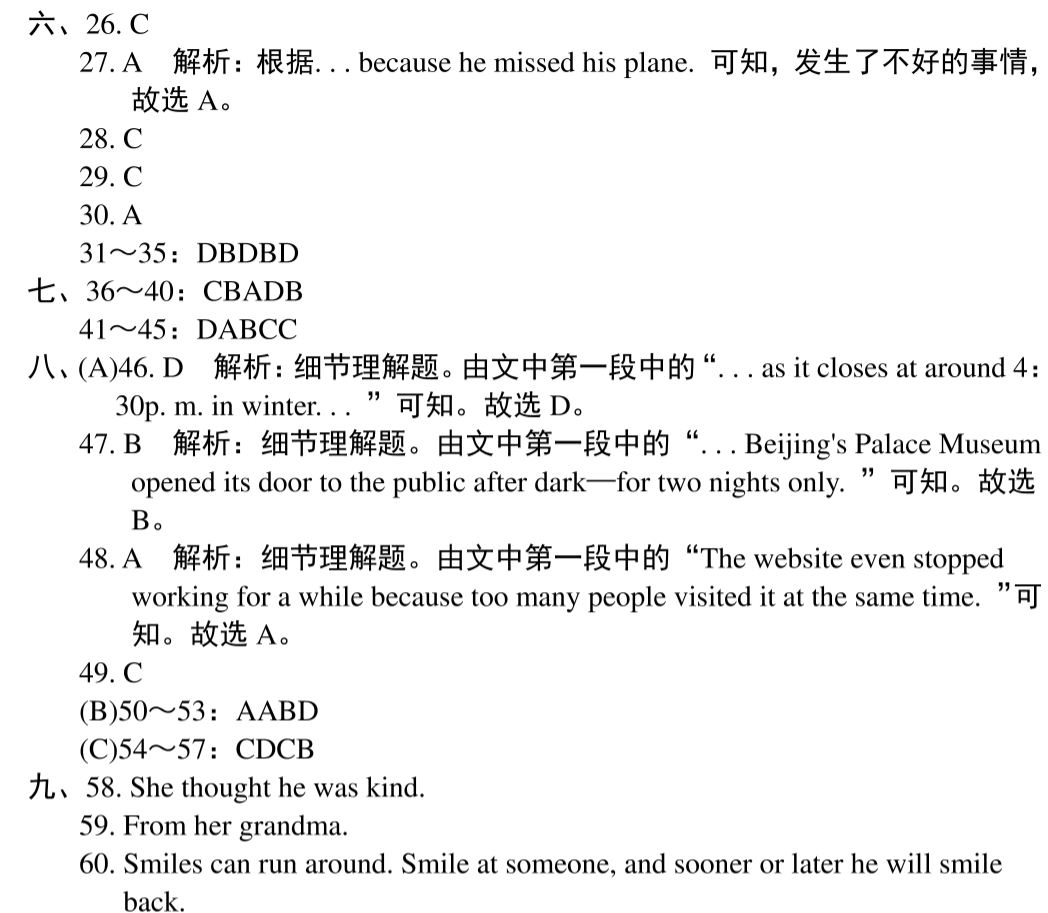 六、26. C
27. A 解析：根据. . . because he missed his plane. 可知，发生了不好的事情，
故选 A。
28. C
29. C
30. A
31～35：DBDBD
七、36～40：CBADB
41～45：DABCC
八、(A)46. D 解析：细节理解题。由文中第一段中的“. . . as it closes at around 4：
30p. m. in winter. . . ”可知。故选 D。
47. B 解析：细节理解题。由文中第一段中的“. . . Beijing's Palace Museum
opened its door to the public after dark—for two nights only. ”可知。故选
B。
48. A 解析：细节理解题。由文中第一段中的“The website even stopped
working for a while because too many people visited it at the same time. ”可
知。故选 A。
49. C
(B)50～53：AABD
(C)54～57：CDCB
九、58. She thought he was kind.
59. From her grandma.
60. Smiles can run around. Smile at someone, and sooner or later he will smile
back.